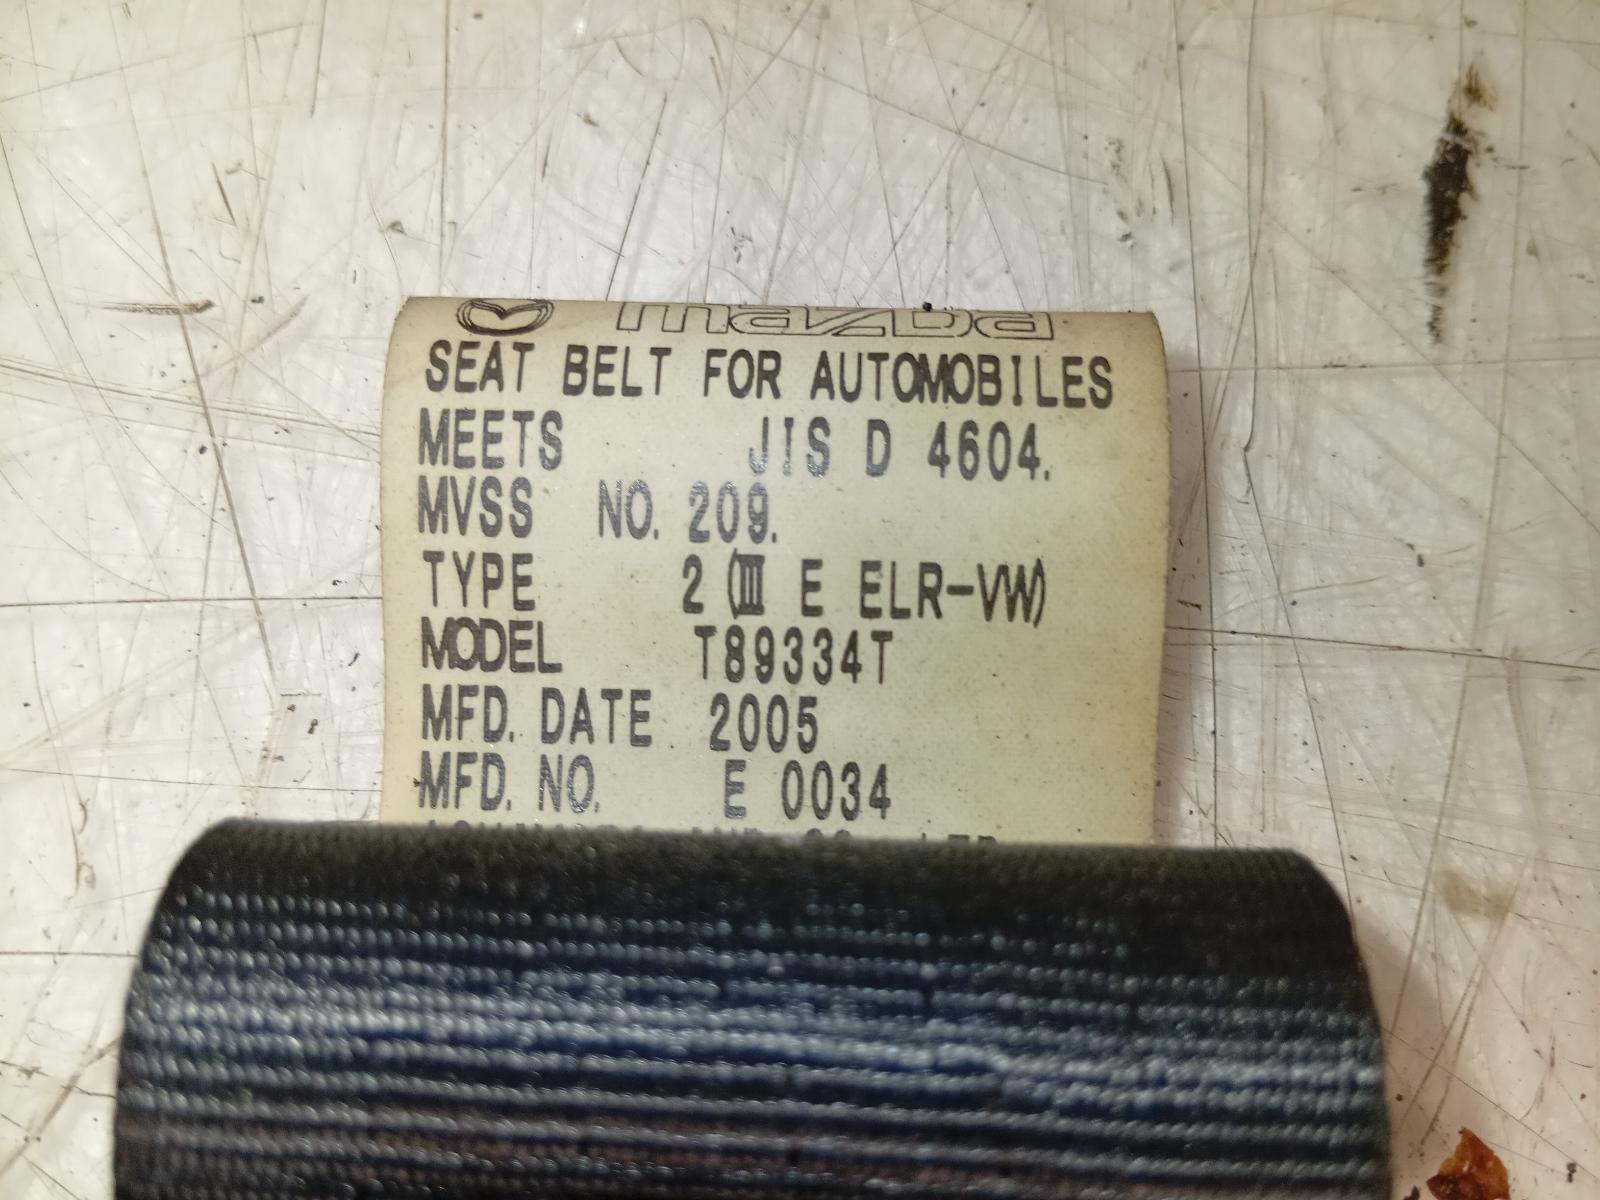 mazda
SEAT BELT FOR AUTOMOBILES
MEETS JIS D 4604.
MVSS NO. 209.
TYPE 2 (III E ELR-VW)
MODEL T89334T
MFD. DATE 2005
MFD. NO. E 0034